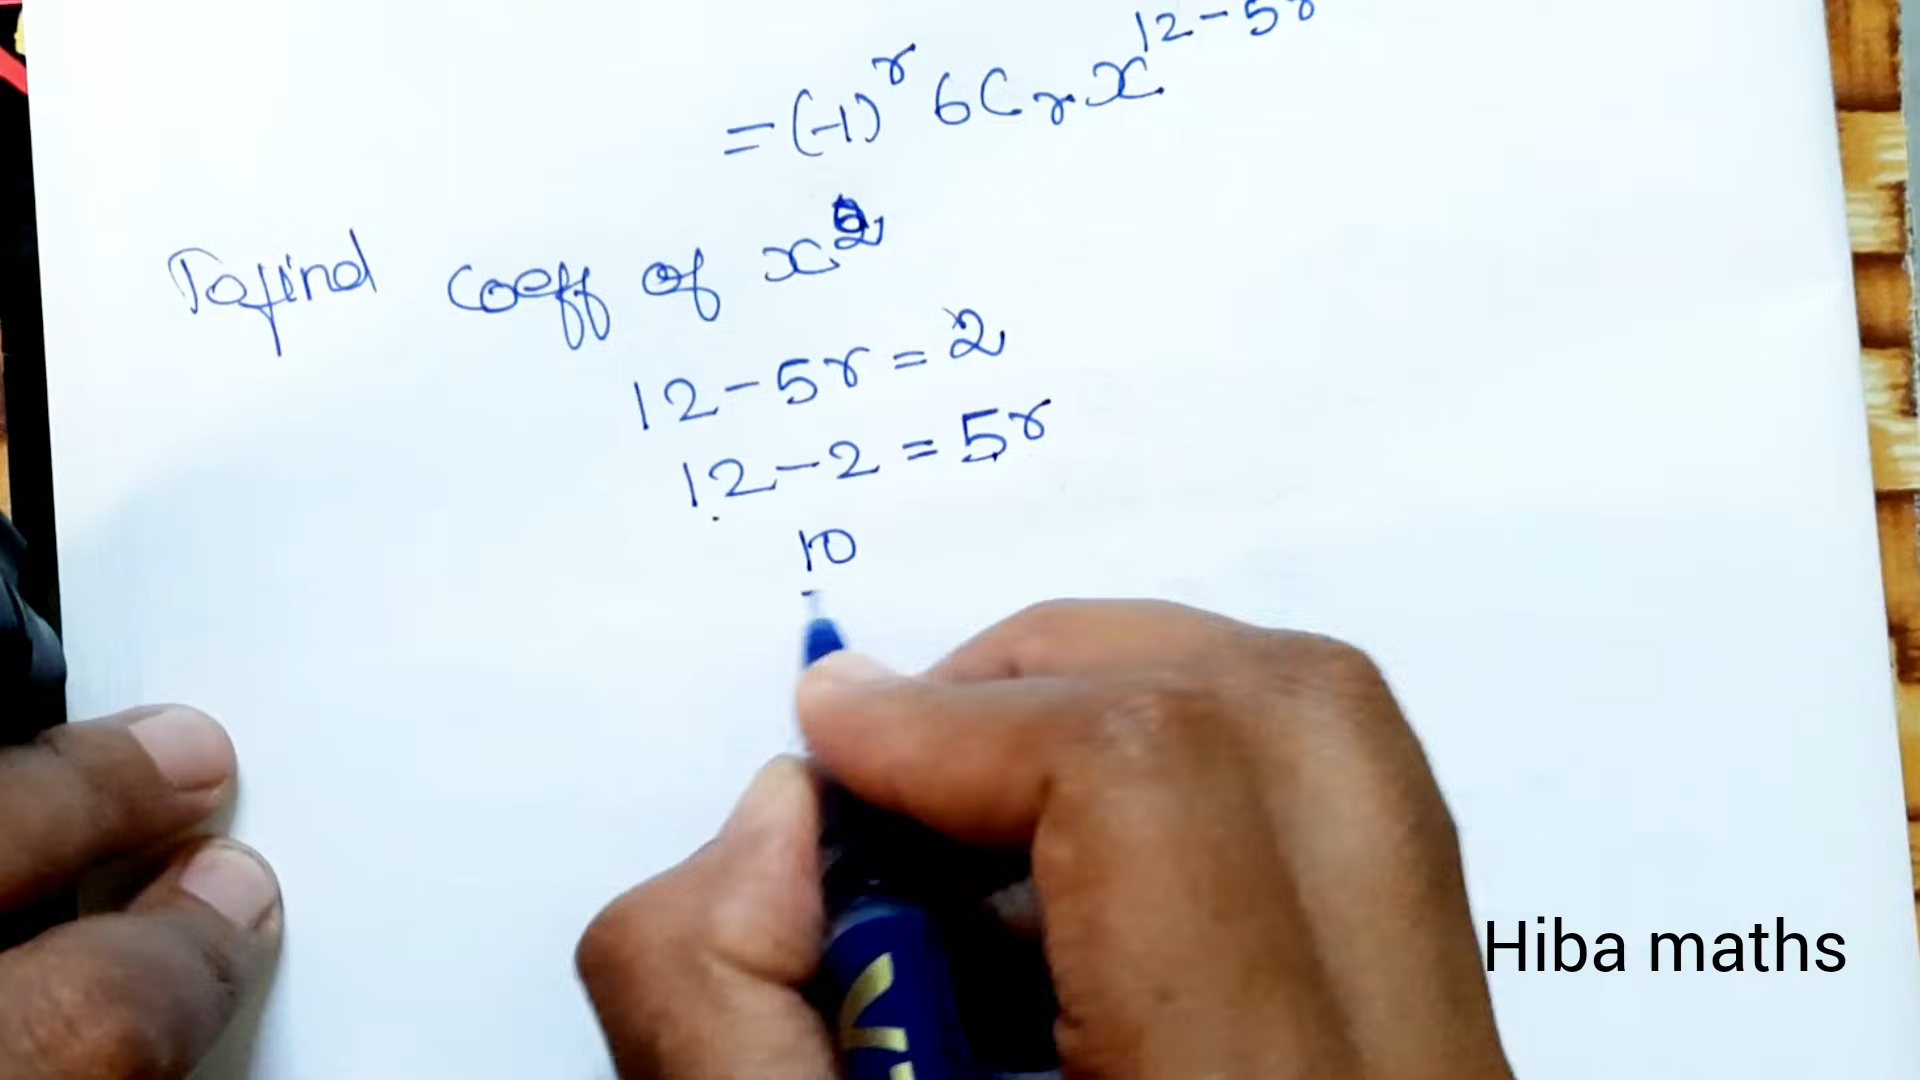 = (-1)^r 6C_r x^{12-5r}
To find coeff of x^2
12 - 5r = 2
12 - 2 = 5r
10
Hiba maths